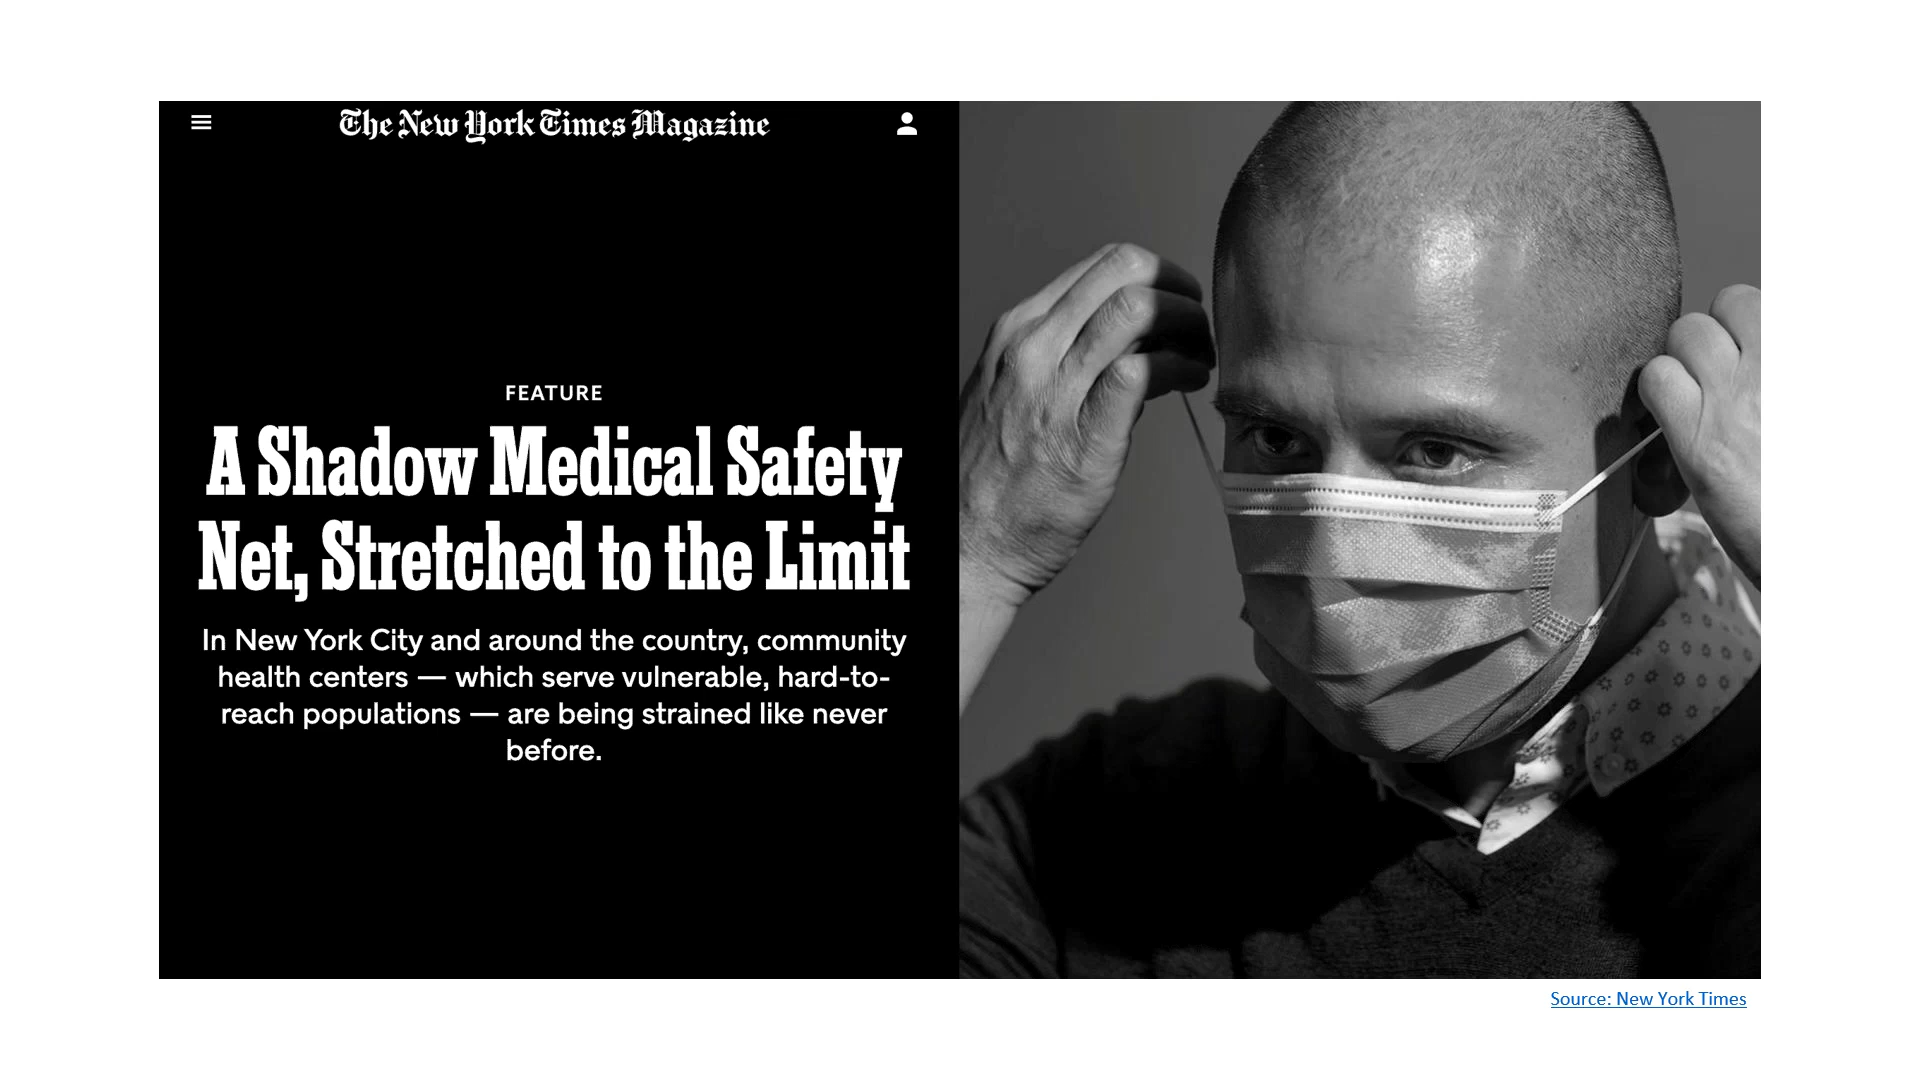 The New York Times Magazine
FEATURE
A Shadow Medical Safety
Net, Stretched to the Limit
In New York City and around the country, community
health centers — which serve vulnerable, hard-to-
reach populations — are being strained like never
before.
Source: New York Times